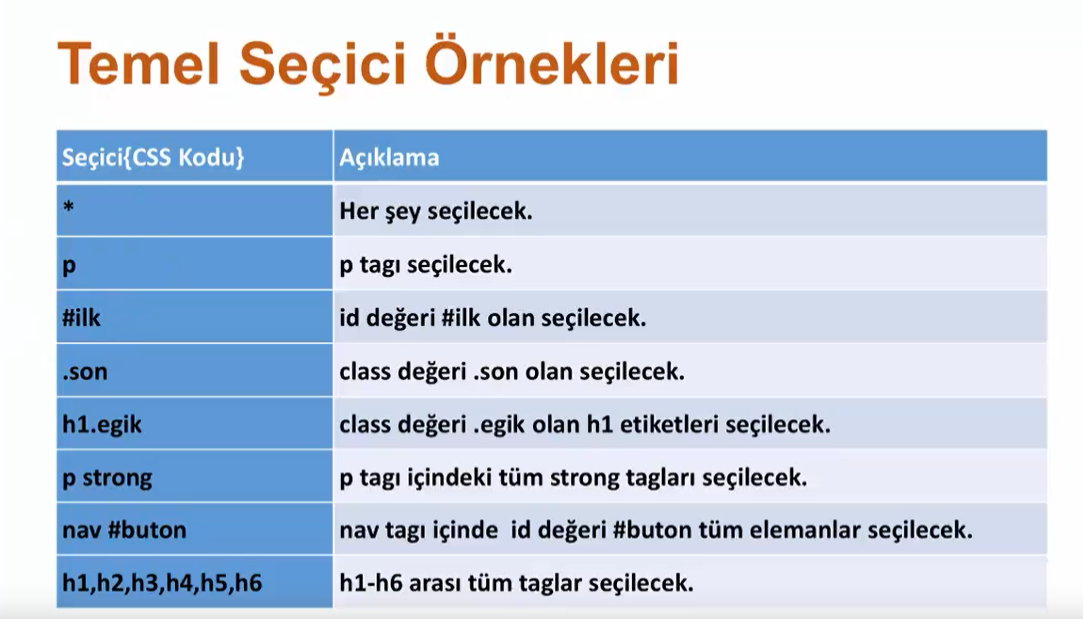 Temel Seçici Örnekleri
Seçici{CSS Kodu} Açıklama
* Her şey seçilecek.
p p tagı seçilecek.
#ilk id değeri #ilk olan seçilecek.
.son class değeri .son olan seçilecek.
h1.egik class değeri .egik olan h1 etiketleri seçilecek.
p strong p tagı içindeki tüm strong tagları seçilecek.
nav #buton nav tagı içinde id değeri #buton tüm elemanlar seçilecek.
h1,h2,h3,h4,h5,h6 h1-h6 arası tüm taglar seçilecek.